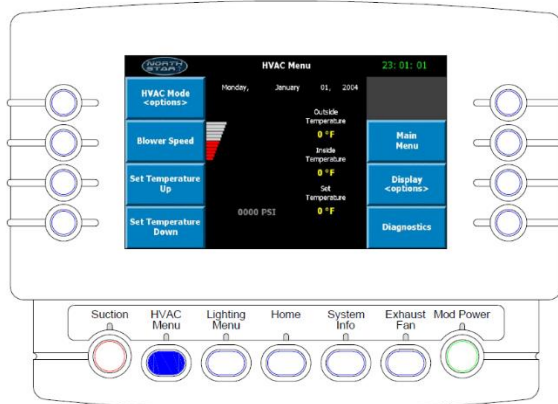 NORTH
STAR
HVAC Menu
23: 01: 01
HVAC Mode
<options>
Monday, January 01, 2004
Outside
Temperature
0 °F
Blower Speed
Main
Menu
Inside
Temperature
0 °F
Set Temperature
Up
Display
<options>
Set
Temperature
0 °F
0000 PSI
Set Temperature
Down
Diagnostics
Suction
HVAC
Menu
Lighting
Menu
Home
System
Info
Exhaust
Fan
Mod Power